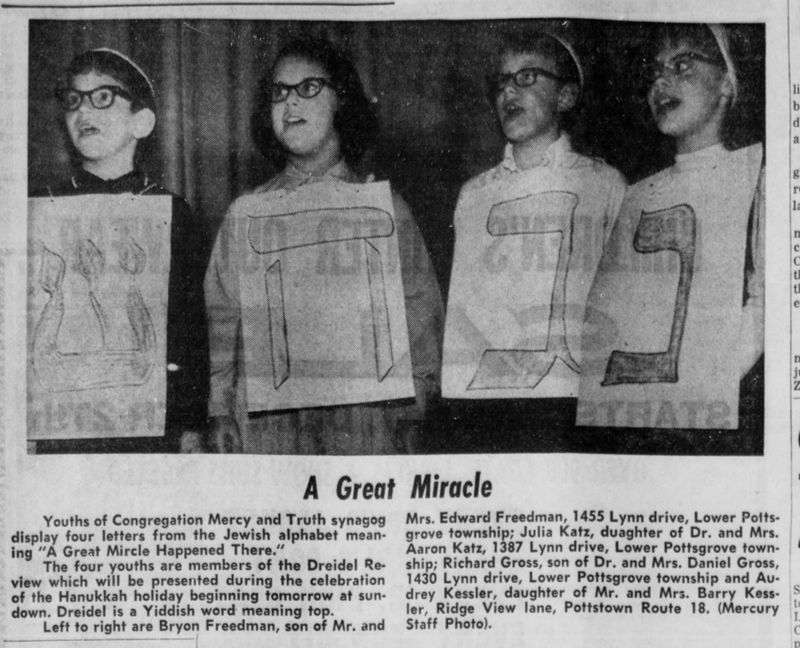 נ ג ה ש
A Great Miracle
Youths of Congregation Mercy and Truth synagog
display four letters from the Jewish alphabet mean-
ing "A Great Mircle Happened There."
The four youths are members of the Dreidel Re-
view which will be presented during the celebration
of the Hanukkah holiday beginning tomorrow at sun-
down. Dreidel is a Yiddish word meaning top.
Left to right are Bryon Freedman, son of Mr. and
Mrs. Edward Freedman, 1455 Lynn drive, Lower Potts-
grove township; Julia Katz, duaghter of Dr. and Mrs.
Aaron Katz, 1387 Lynn drive, Lower Pottsgrove town-
ship; Richard Gross, son of Dr. and Mrs. Daniel Gross,
1430 Lynn drive, Lower Pottsgrove township and Au-
drey Kessler, daughter of Mr. and Mrs. Barry Kess-
ler, Ridge View lane, Pottstown Route 18. (Mercury
Staff Photo).